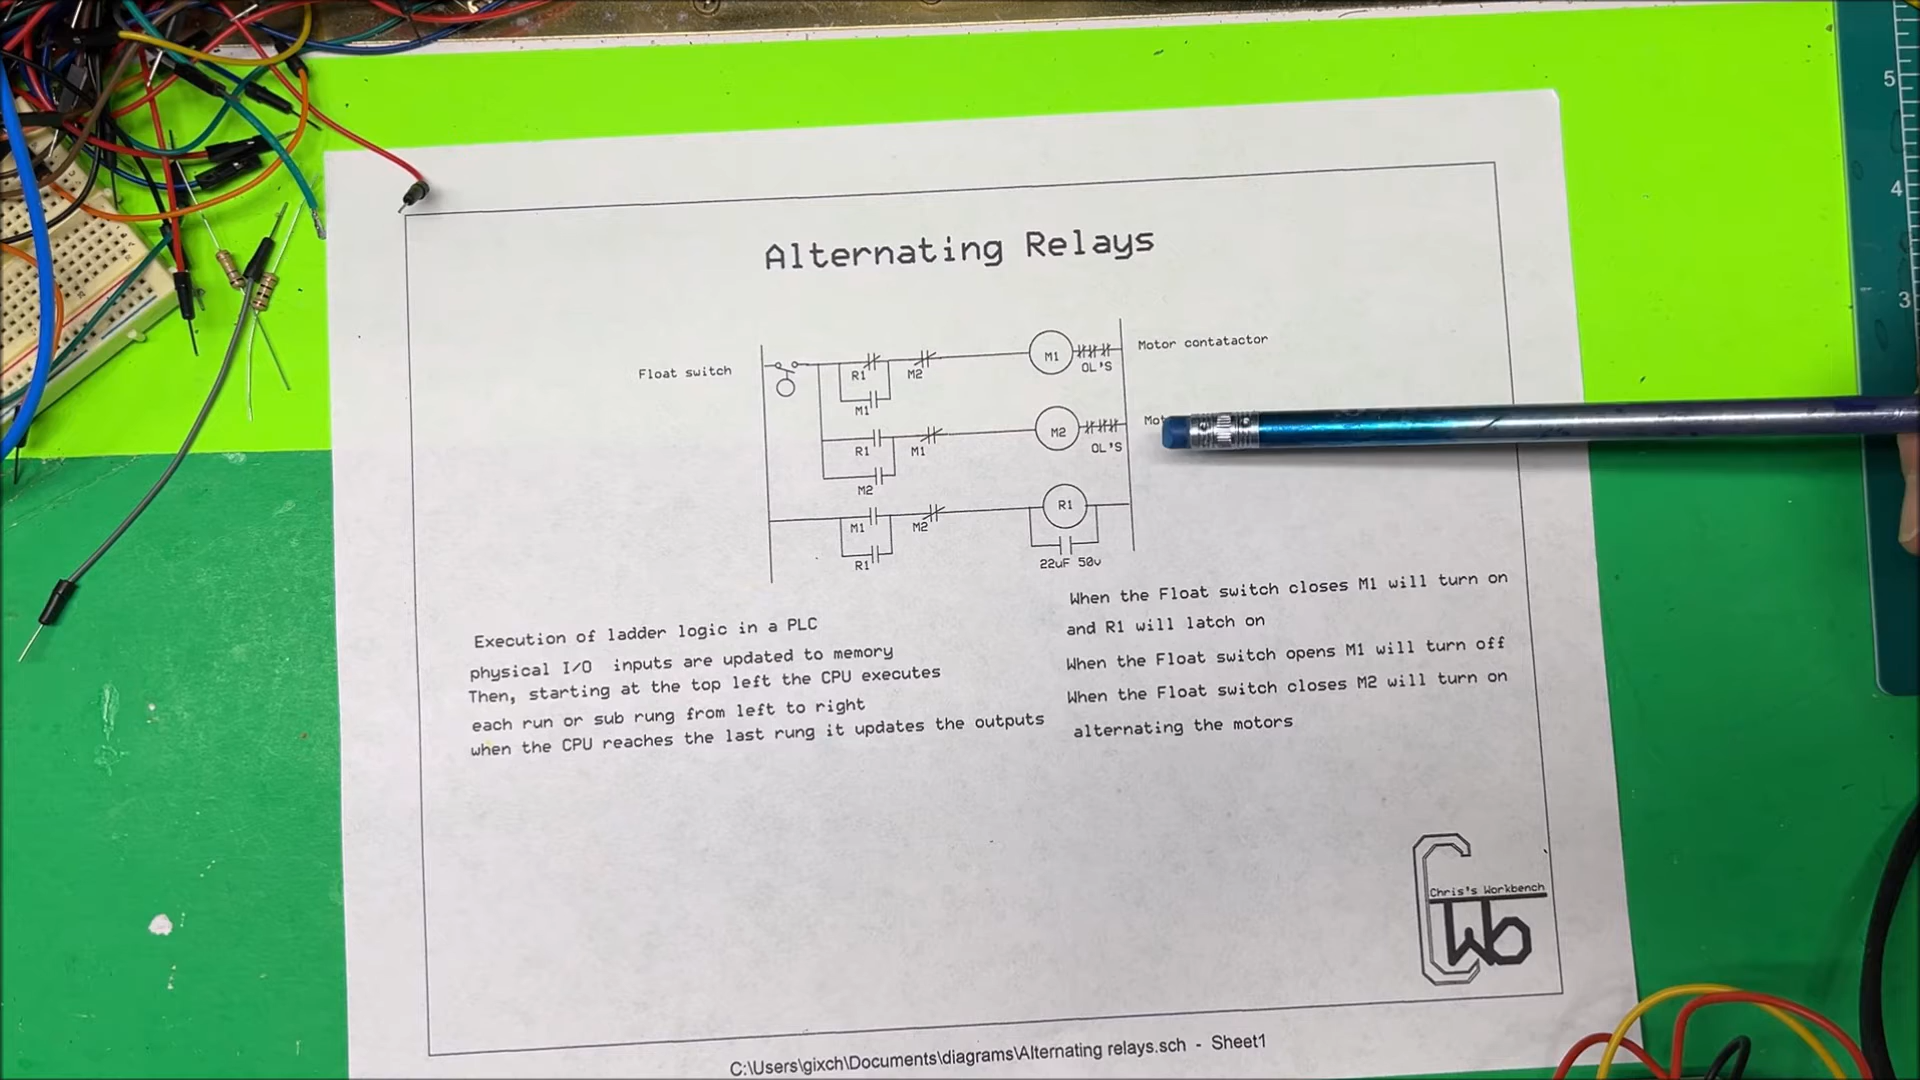 Alternating Relays
Float switch
R1
M2
M1
OL'S
Motor contatactor
M1
R1
M1
M2
OL'S
M2
M1
M2
R1
R1
22uF 50v
When the Float switch closes M1 will turn on
and R1 will latch on
When the Float switch opens M1 will turn off
When the Float switch closes M2 will turn on
alternating the motors
Execution of ladder logic in a PLC
physical I/O inputs are updated to memory
Then, starting at the top left the CPU executes
each run or sub rung from left to right
when the CPU reaches the last rung it updates the outputs
Chris's Workbench
CWb
C:\Users\gixch\Documents\diagrams\Alternating relays.sch - Sheet1
5
4
3